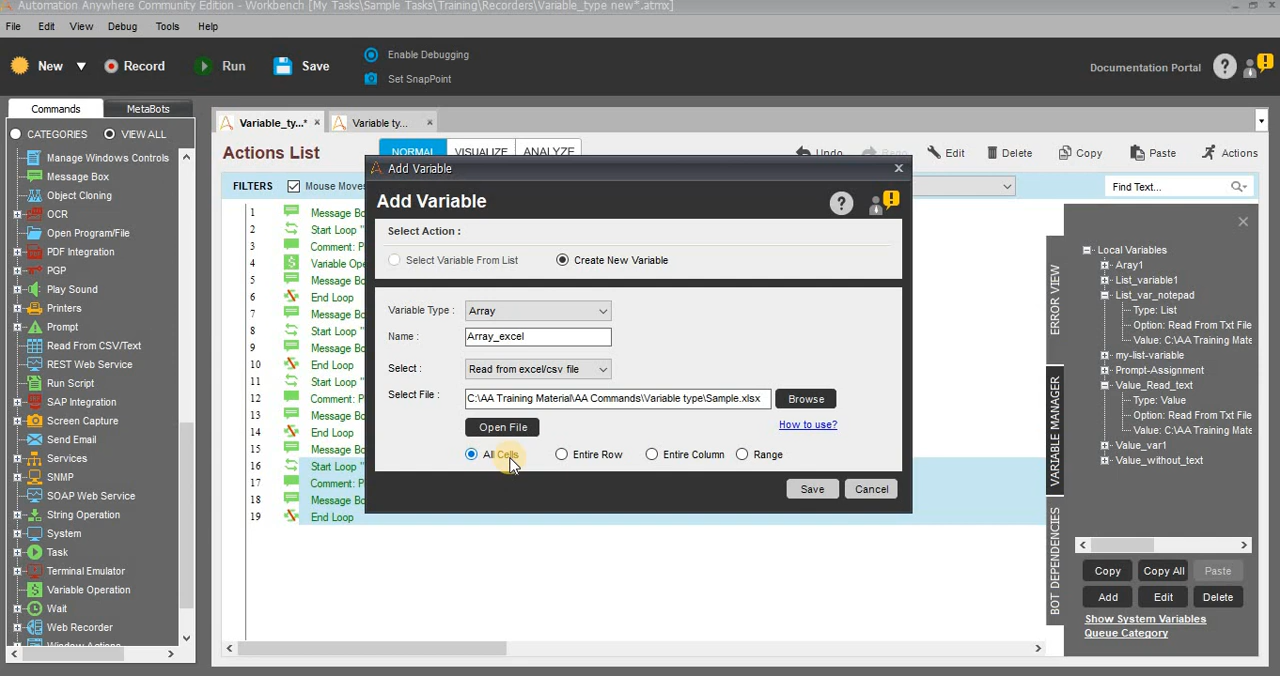 Automation Anywhere Community Edition - Workbench [My Tasks\Sample Tasks\Training\Recorders\Variable_type new*.atmx]
File Edit View Debug Tools Help
New Record Run Save
Enable Debugging
Set SnapPoint
Documentation Portal
Commands MetaBots
CATEGORIES VIEW ALL
Manage Windows Controls
Message Box
Object Cloning
OCR
Open Program/File
PDF Integration
PGP
Play Sound
Printers
Prompt
Read From CSV/Text
REST Web Service
Run Script
SAP Integration
Screen Capture
Send Email
Services
SNMP
SOAP Web Service
String Operation
System
Task
Terminal Emulator
Variable Operation
Wait
Web Recorder
Window Actions
Variable_ty...* Variable ty...
Actions List
NORMAL VISUALIZE ANALYZE
Undo Redo Edit Delete Copy Paste Actions
FILTERS Mouse Moves
Find Text...
1 Message Bo
2 Start Loop "
3 Comment: Pl
4 Variable Ope
5 Message Bo
6 End Loop
7 Message Bo
8 Start Loop "
9 Message Bo
10 End Loop
11 Start Loop "
12 Comment: Pl
13 Message Bo
14 End Loop
15 Message Bo
16 Start Loop "
17 Comment: Pl
18 Message Bo
19 End Loop
Add Variable
Add Variable
Select Action :
Select Variable From List Create New Variable
Variable Type : Array
Name : Array_excel
Select : Read from excel/csv file
Select File : C:\AA Training Material\AA Commands\Variable type\Sample.xlsx Browse
Open File How to use?
All Cells Entire Row Entire Column Range
Save Cancel
ERROR VIEW
VARIABLE MANAGER
BOT DEPENDENCIES
Local Variables
Aray1
List_variable1
List_var_notepad
Type: List
Option: Read From Txt File
Value: C:\AA Training Mate
my-list-variable
Prompt-Assignment
Value_Read_text
Type: Value
Option: Read From Txt File
Value: C:\AA Training Mate
Value_var1
Value_without_text
Copy Copy All Paste
Add Edit Delete
Show System Variables
Queue Category